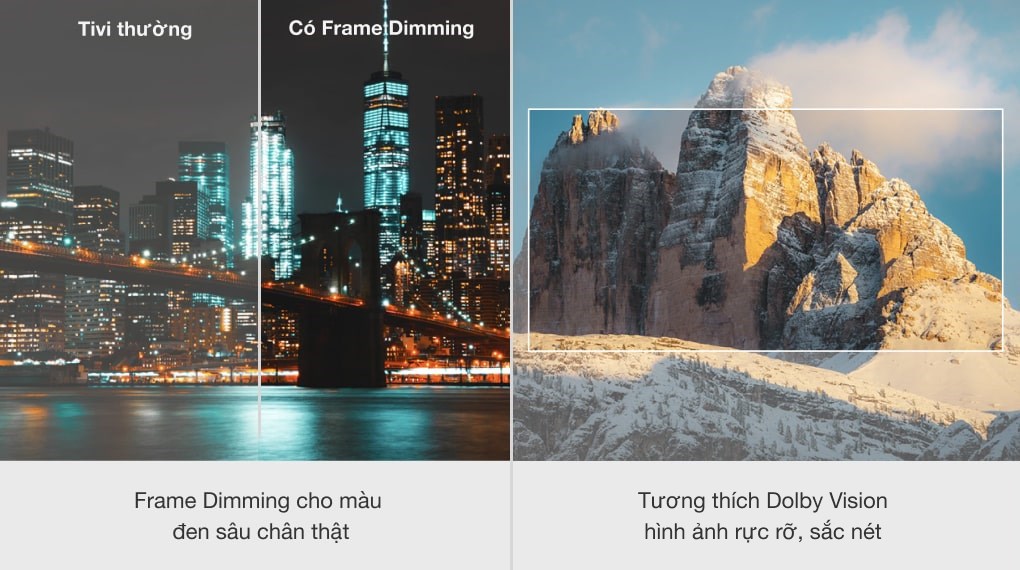 Tivi thường
Có Frame Dimming
Frame Dimming cho màu
đen sâu chân thật
Tương thích Dolby Vision
hình ảnh rực rỡ, sắc nét